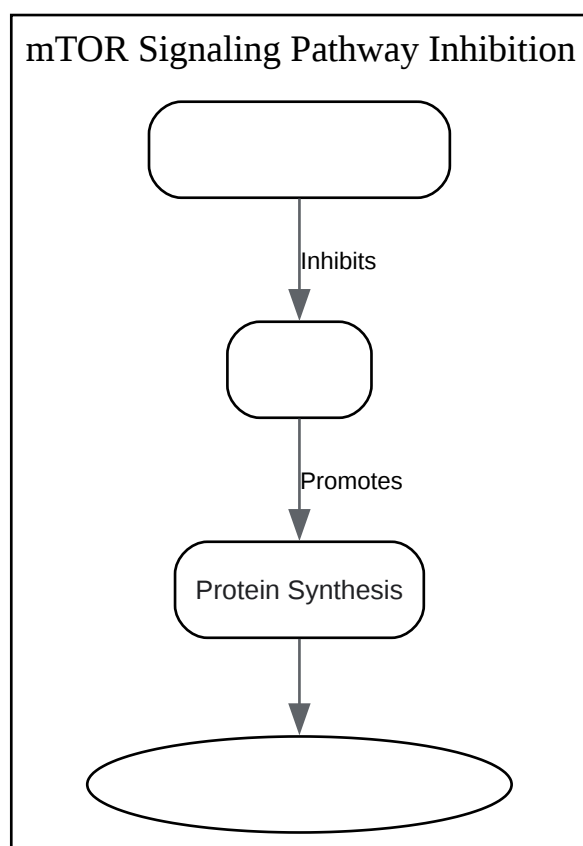 mTOR Signaling Pathway Inhibition
Inhibits
Promotes
Protein Synthesis